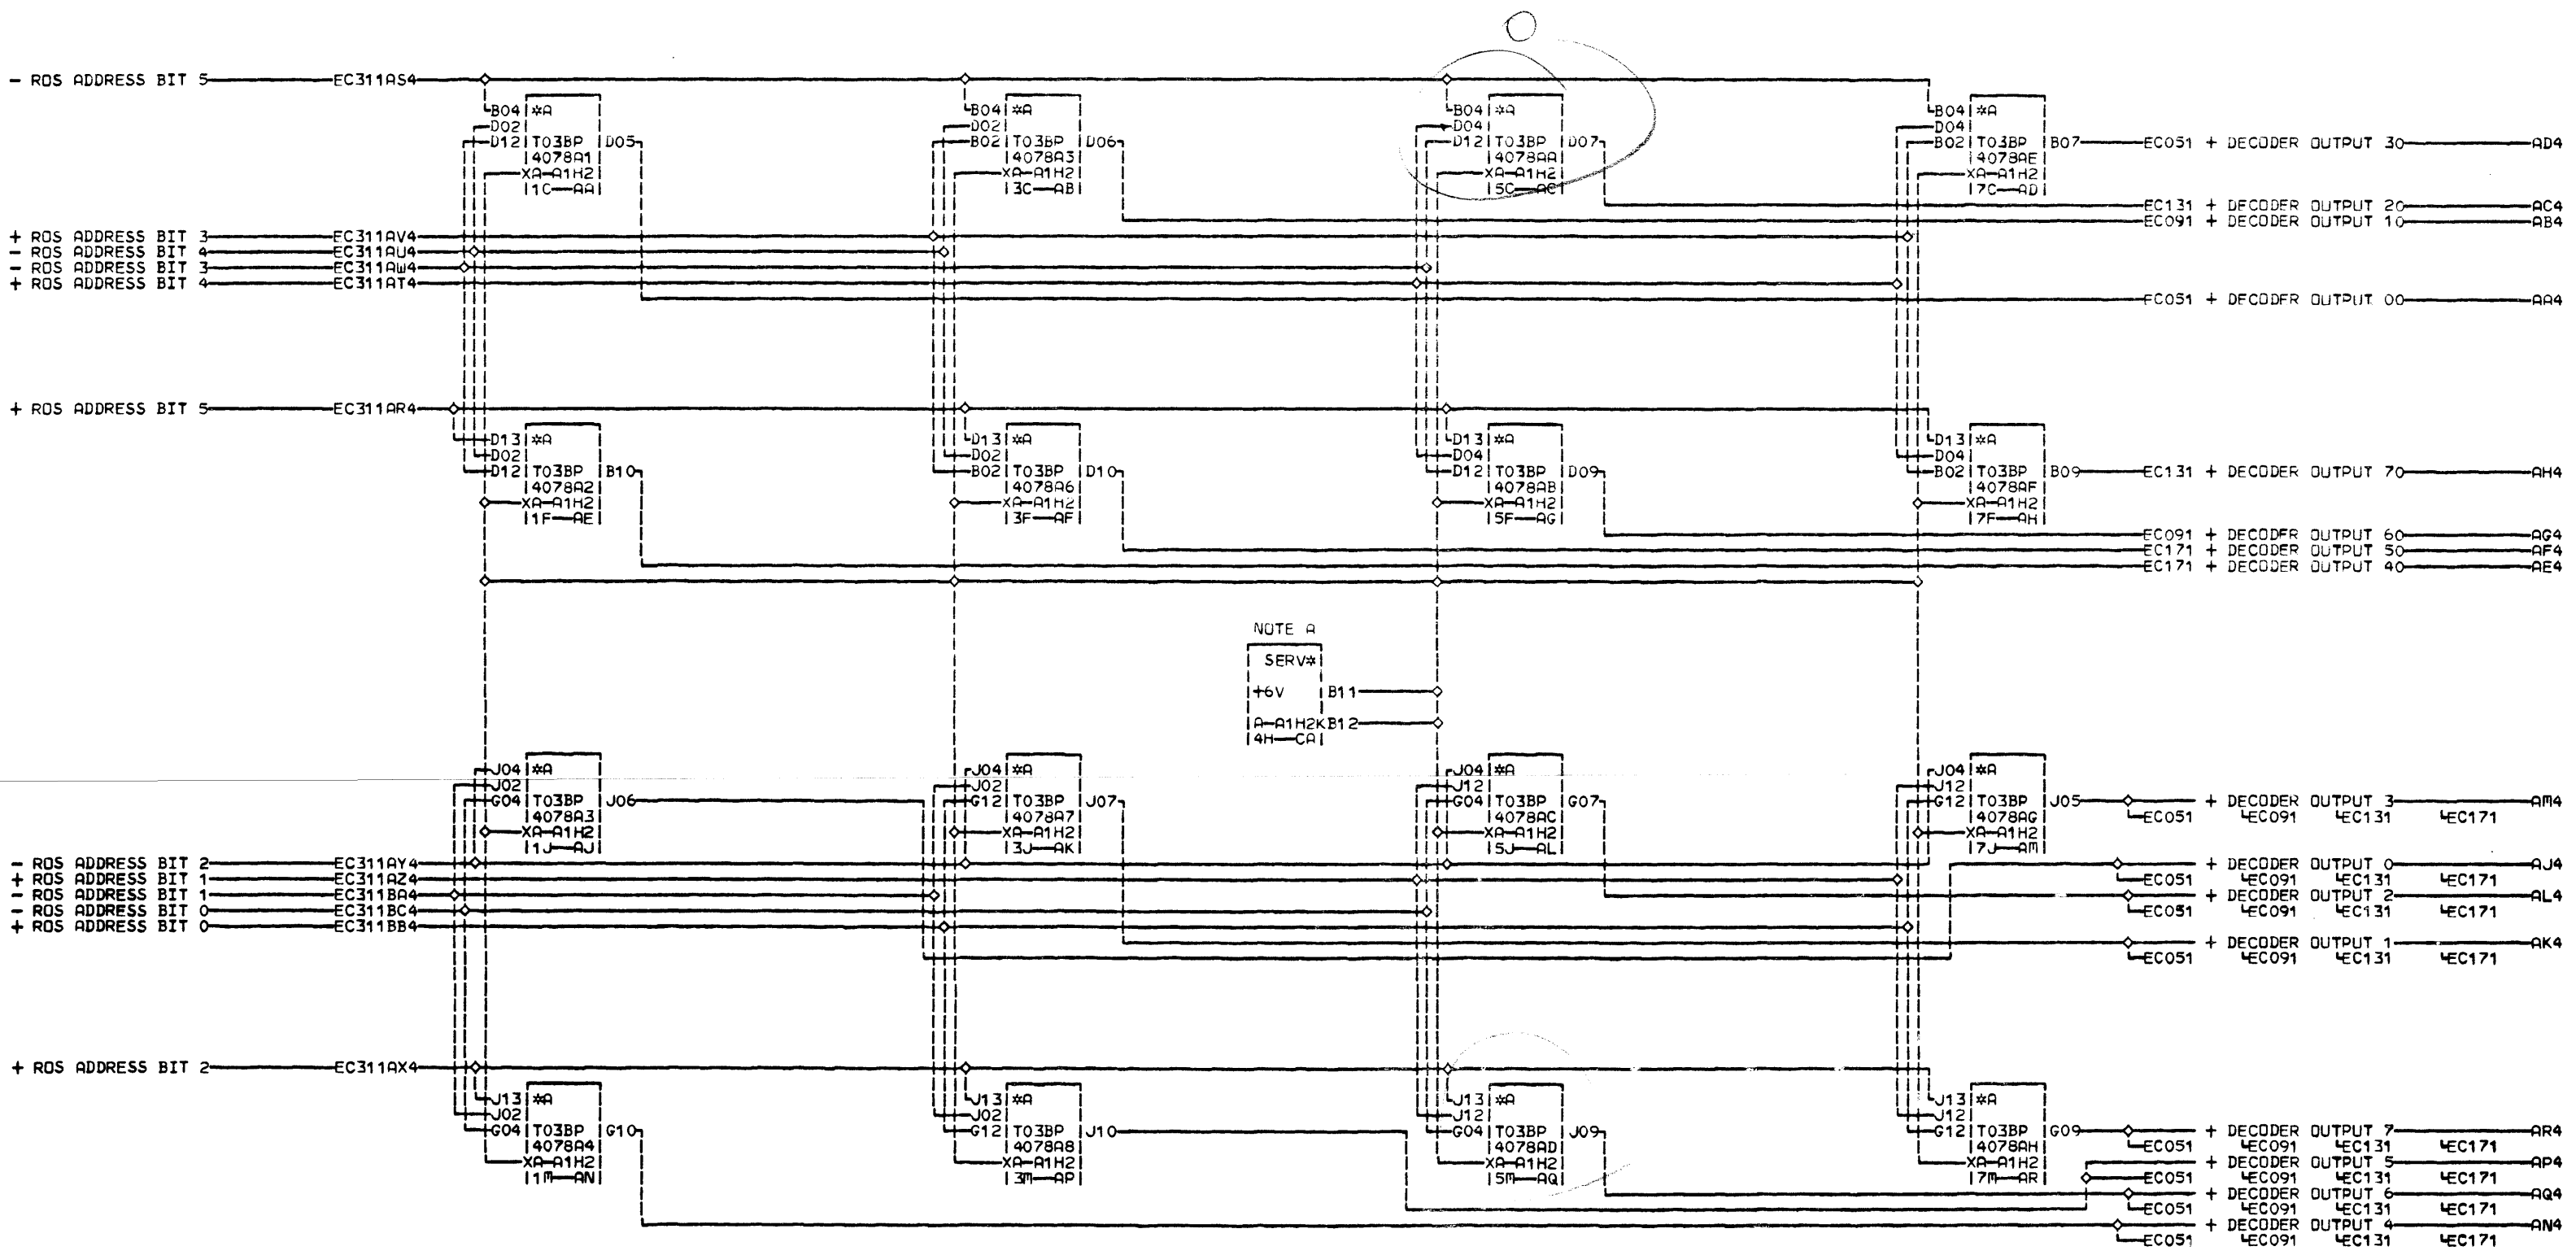 - ROS ADDRESS BIT 5 EC311AS4
B04 *A B04 *A B04 *A B04 *A
D02 D02 D04 D04
D12 T03BP D05 B02 T03BP D06 D12 T03BP D07 B02 T03BP B07 EC051 + DECODER OUTPUT 30 AD4
4078A1 4078A3 4078AA 4078AE
XA-A1H2 XA-A1H2 XA-A1H2 XA-A1H2
1C AA 3C AB 5C AC 7C AD
EC131 + DECODER OUTPUT 20 AC4
EC091 + DECODER OUTPUT 10 AB4
+ ROS ADDRESS BIT 3 EC311AV4
- ROS ADDRESS BIT 4 EC311AU4
- ROS ADDRESS BIT 3 EC311AW4
+ ROS ADDRESS BIT 4 EC311AT4
EC051 + DECODER OUTPUT 00 AA4
+ ROS ADDRESS BIT 5 EC311AR4
D13 *A D13 *A D13 *A D13 *A
D02 D02 D04 D04
D12 T03BP B10 B02 T03BP D10 D12 T03BP D09 B02 T03BP B09 EC131 + DECODER OUTPUT 70 AH4
4078A2 4078A6 4078AB 4078AF
XA-A1H2 XA-A1H2 XA-A1H2 XA-A1H2
1F AE 3F AF 5F AG 7F AH
EC091 + DECODER OUTPUT 60 AG4
EC171 + DECODER OUTPUT 50 AF4
EC171 + DECODER OUTPUT 40 AE4
NOTE A
SERV*
+6V B11
A-A1H2K B12
4H CA
J04 *A J04 *A J04 *A J04 *A
J02 J02 J12 J12
G04 T03BP J06 G12 T03BP J07 G04 T03BP G07 G12 T03BP J05 + DECODER OUTPUT 3 AM4
4078A3 4078A7 4078AC 4078AG EC051 EC091 EC131 EC171
XA-A1H2 XA-A1H2 XA-A1H2 XA-A1H2
1J AJ 3J AK 5J AL 7J AM
- ROS ADDRESS BIT 2 EC311AY4 + DECODER OUTPUT 0 AJ4
+ ROS ADDRESS BIT 1 EC311AZ4 EC051 EC091 EC131 EC171
- ROS ADDRESS BIT 1 EC311BA4 + DECODER OUTPUT 2 AL4
- ROS ADDRESS BIT 0 EC311BC4 EC051 EC091 EC131 EC171
+ ROS ADDRESS BIT 0 EC311BB4
+ DECODER OUTPUT 1 AK4
EC051 EC091 EC131 EC171
+ ROS ADDRESS BIT 2 EC311AX4
J13 *A J13 *A J13 *A J13 *A
J02 J02 J12 J12
G04 T03BP G10 G12 T03BP J10 G04 T03BP J09 G12 T03BP G09 + DECODER OUTPUT 7 AR4
4078A4 4078A8 4078AD 4078AH EC051 EC091 EC131 EC171
XA-A1H2 XA-A1H2 XA-A1H2 XA-A1H2 + DECODER OUTPUT 5 AP4
1M AN 3M AP 5M AQ 7M AR EC051 EC091 EC131 EC171
+ DECODER OUTPUT 6 AQ4
EC051 EC091 EC131 EC171
+ DECODER OUTPUT 4 AN4
EC051 EC091 EC131 EC171